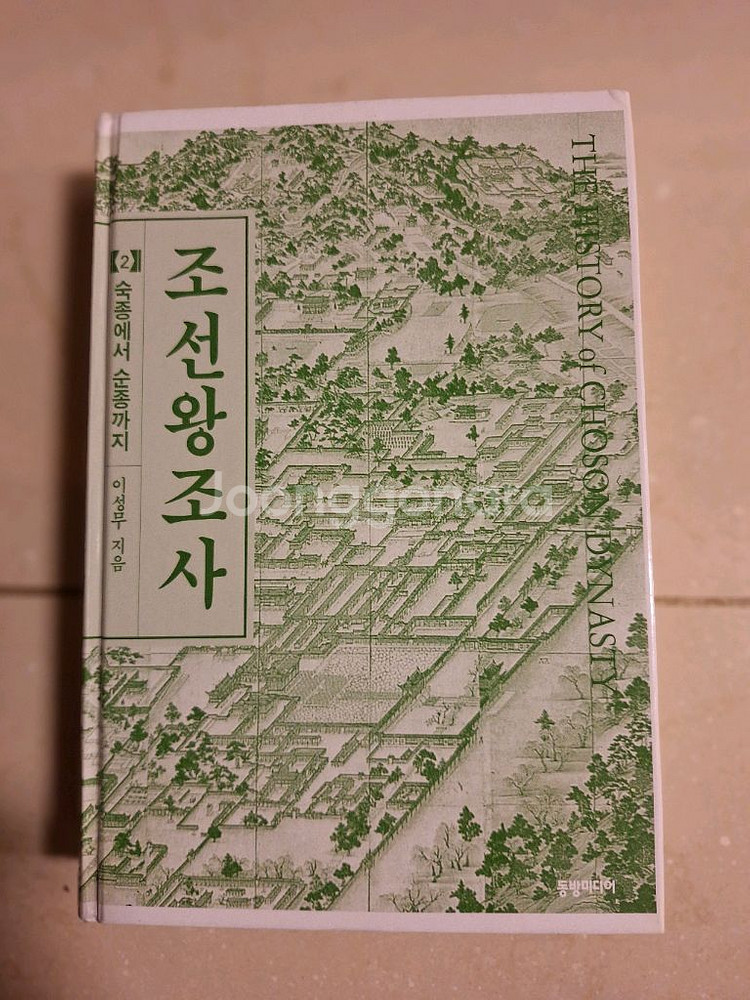 조선왕조사
【2】 숙종에서 순종까지
이성무 지음
THE HISTORY of CHOSON DYNASTY
동방미디어
Joonggonara